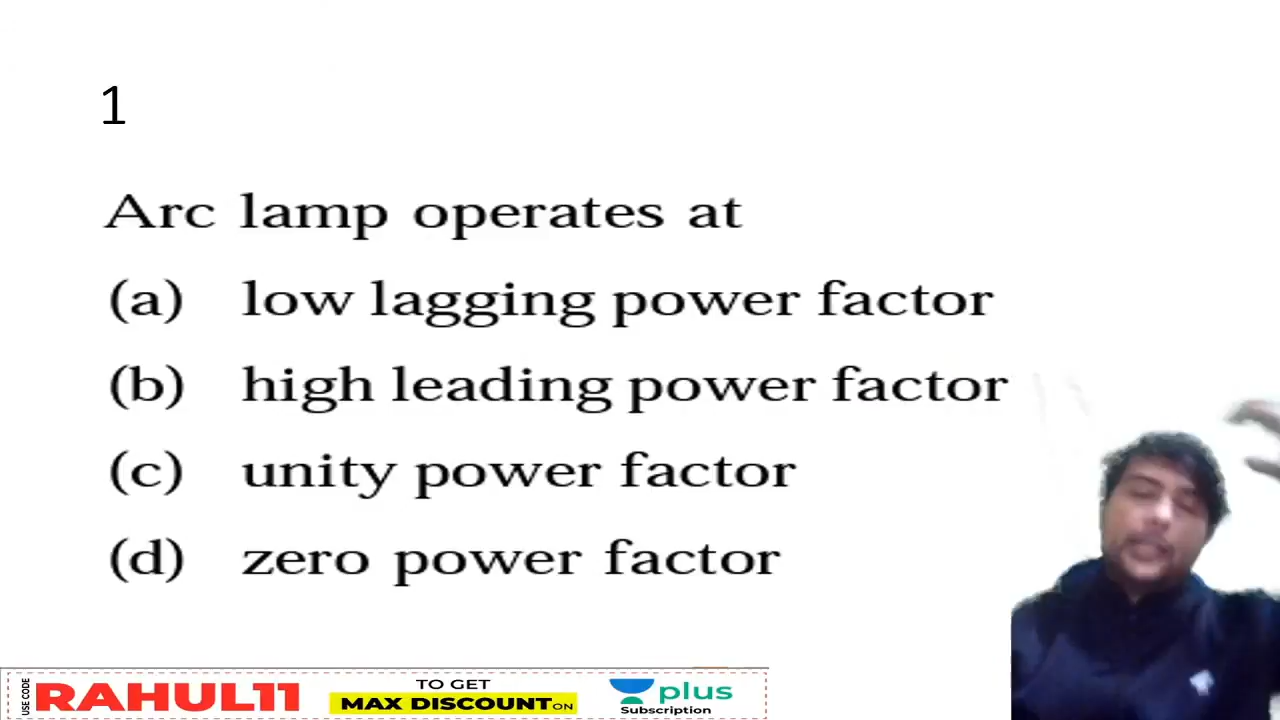 1
Arc lamp operates at
(a) low lagging power factor
(b) high leading power factor
(c) unity power factor
(d) zero power factor
USE CODE
RAHUL11
TO GET
MAX DISCOUNT ON
plus
Subscription